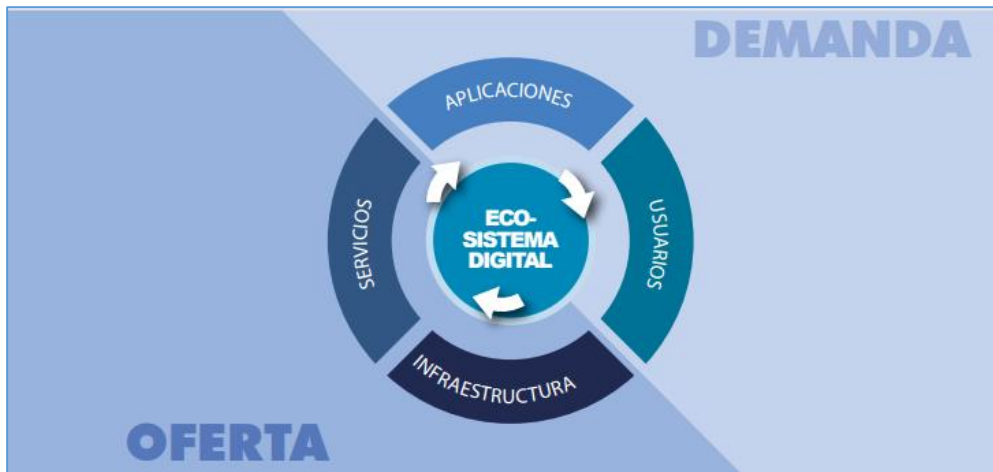 DEMANDA
APLICACIONES
SERVICIOS
ECO-
SISTEMA
DIGITAL
USUARIOS
INFRAESTRUCTURA
OFERTA